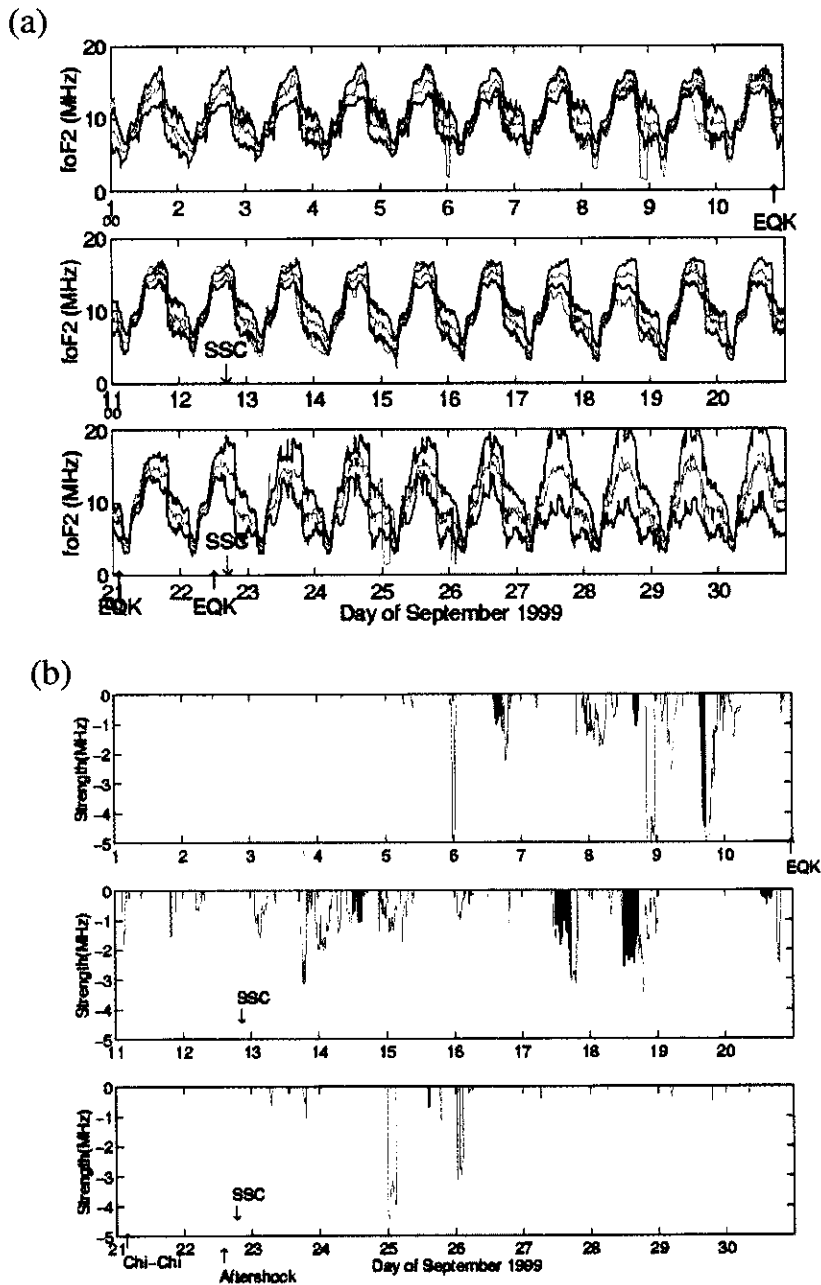 (a)
20
foF2 (MHz)
10
0
1 2 3 4 5 6 7 8 9 10
00
EQK
20
foF2 (MHz)
10
SSC
0
11 12 13 14 15 16 17 18 19 20
00
20
foF2 (MHz)
10
SSC
0
21 22 23 24 25 26 27 28 29 30
EQK EQK Day of September 1999
(b)
0
-1
-2
-3
-4
-5
Strength(MHz)
1 2 3 4 5 6 7 8 9 10
EQK
0
-1
-2
-3
-4
-5
Strength(MHz)
SSC
11 12 13 14 15 16 17 18 19 20
0
-1
-2
-3
-4
-5
Strength(MHz)
SSC
21 22 23 24 25 26 27 28 29 30
Chi-Chi
Aftershock
Day of September 1999